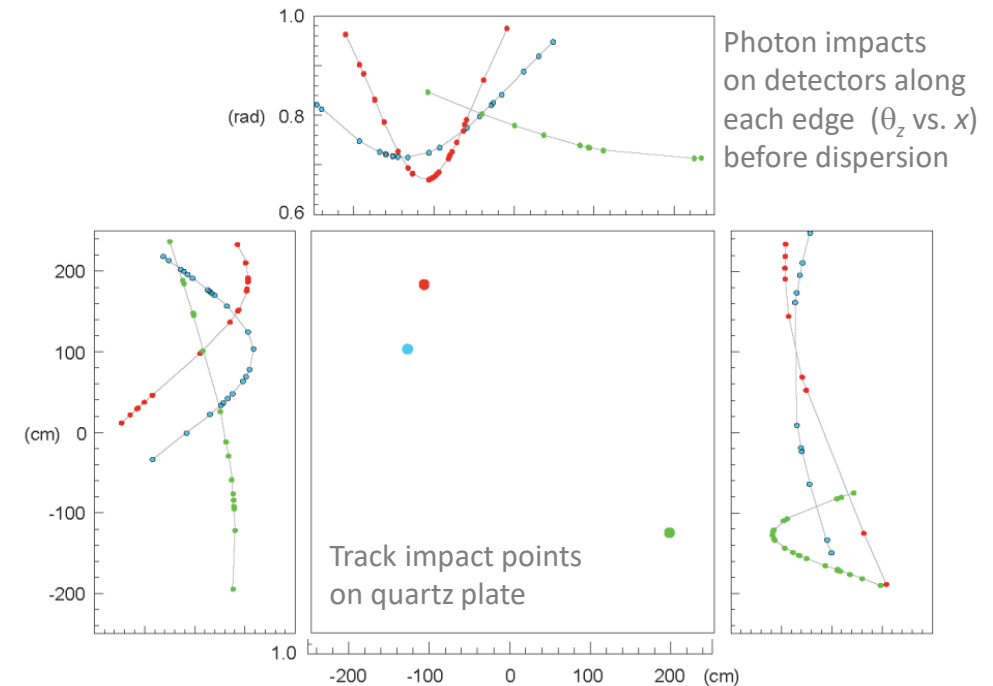 1.0
(rad)
0.8
0.6
Photon impacts
on detectors along
each edge (θz vs. x)
before dispersion
200
100
(cm)
0
-100
-200
Track impact points
on quartz plate
1.0
-200
-100
0
100
200
(cm)